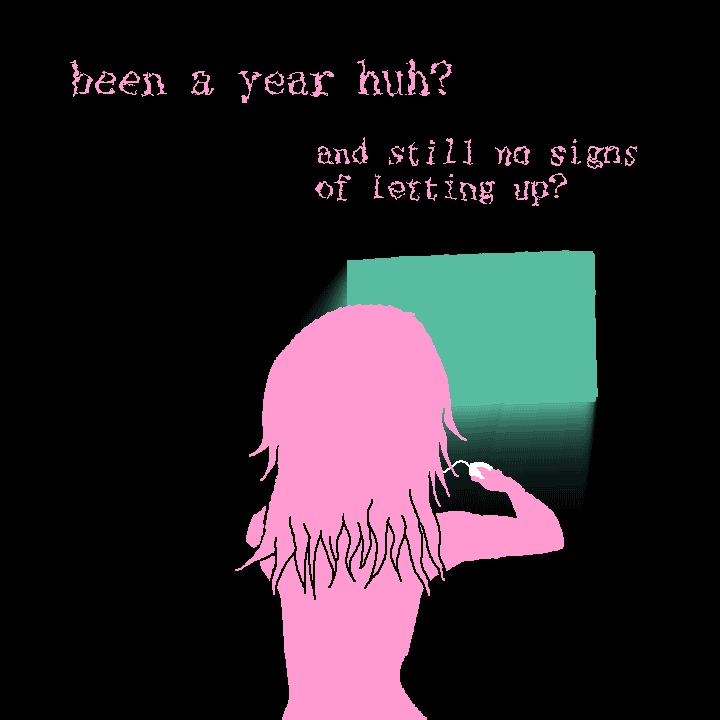 been a year huh?
and still no signs
of letting up?